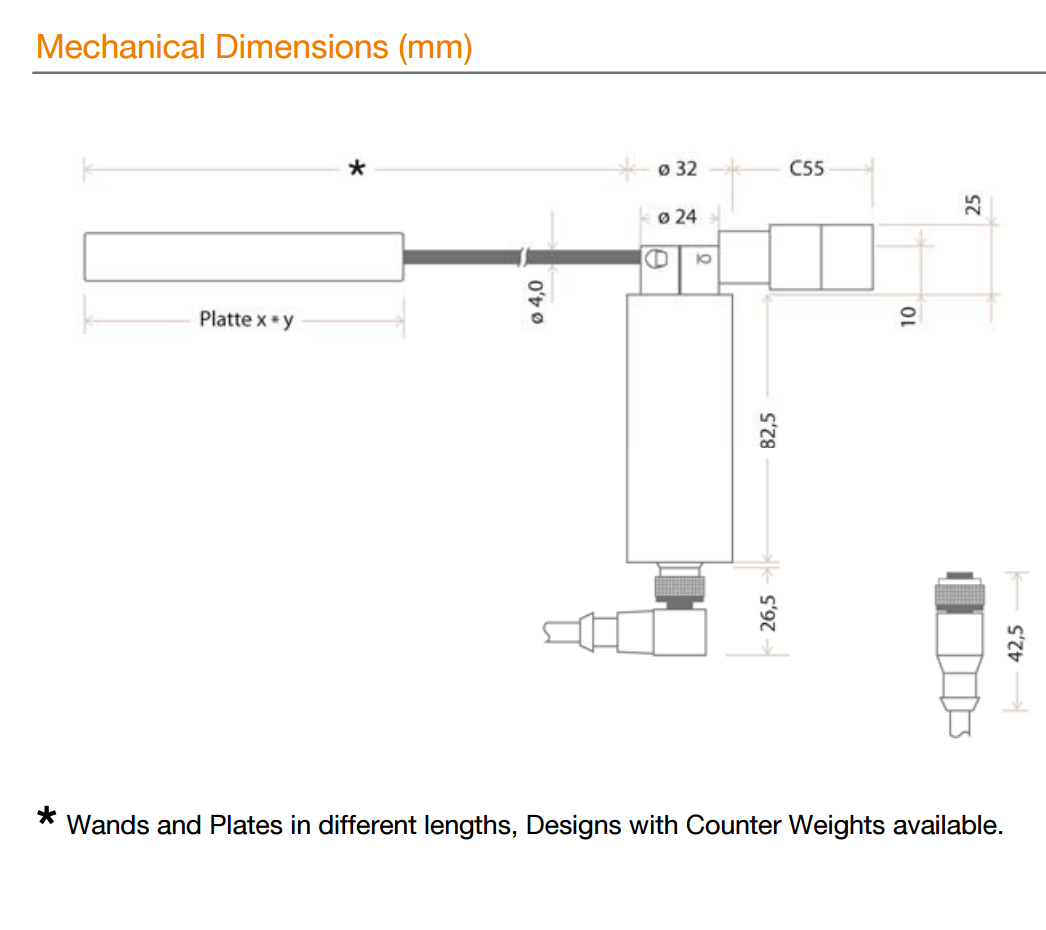 Mechanical Dimensions (mm)
*
ø 32
C55
ø 24
25
ø 4,0
10
Platte x * y
82,5
26,5
42,5
* Wands and Plates in different lengths, Designs with Counter Weights available.